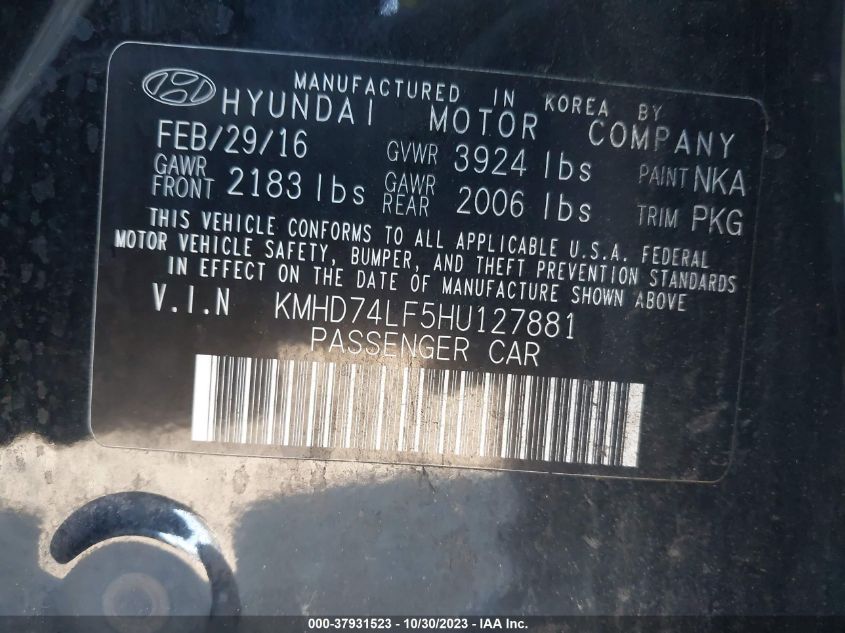 MANUFACTURED IN KOREA BY
HYUNDAI MOTOR COMPANY
FEB/29/16 GVWR 3924 lbs PAINT NKA
GAWR FRONT 2183 lbs GAWR REAR 2006 lbs TRIM PKG
THIS VEHICLE CONFORMS TO ALL APPLICABLE U.S.A. FEDERAL
MOTOR VEHICLE SAFETY, BUMPER, AND THEFT PREVENTION STANDARDS
IN EFFECT ON THE DATE OF MANUFACTURE SHOWN ABOVE
V.I.N KMHD74LF5HU127881
PASSENGER CAR
000-37931523 - 10/30/2023 - IAA Inc.